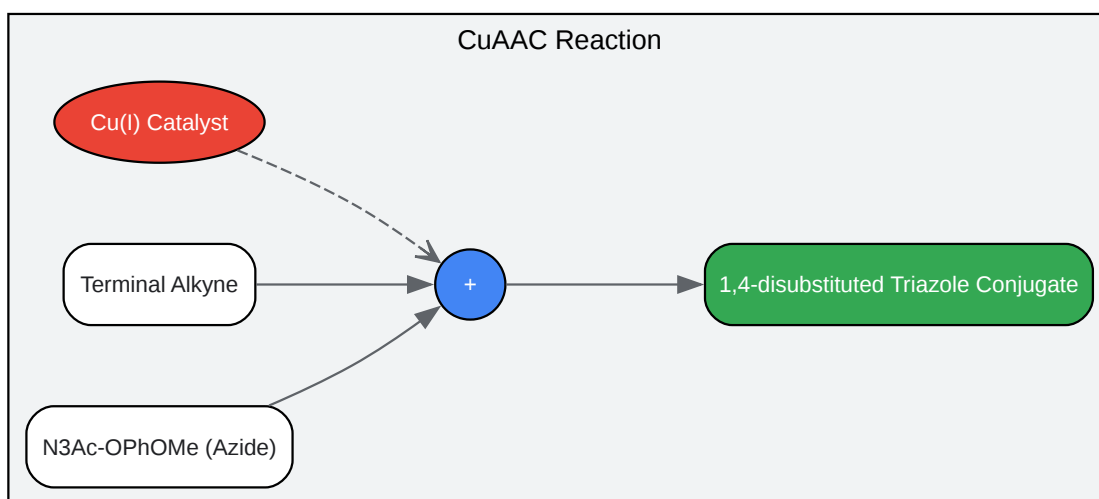 CuAAC Reaction
Cu(I) Catalyst
Terminal Alkyne
+
1,4-disubstituted Triazole Conjugate
N3Ac-OPhOMe (Azide)